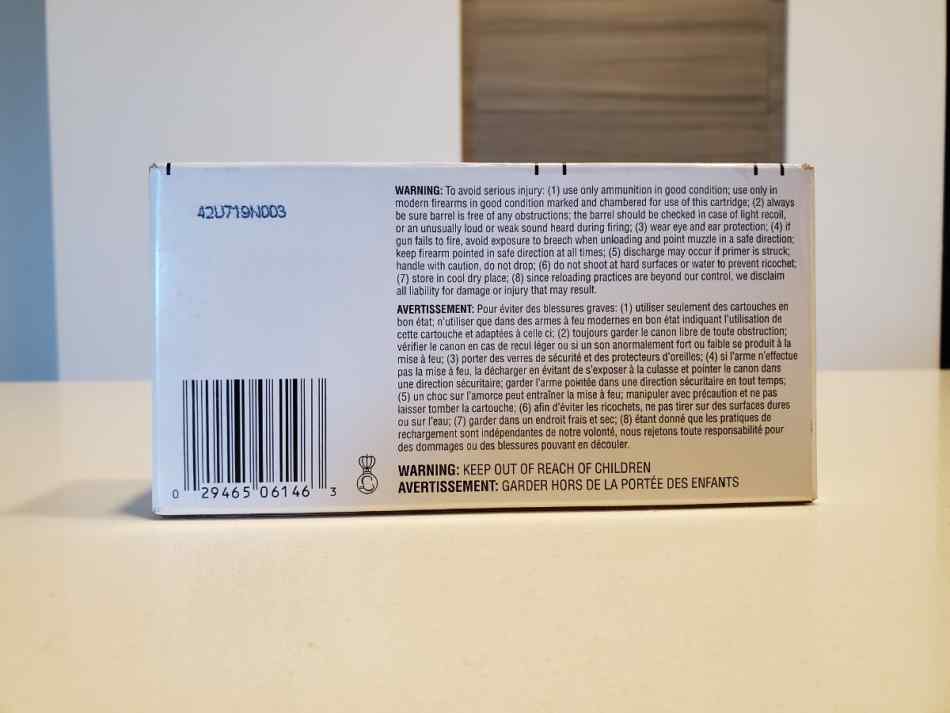 42U719N003
WARNING: To avoid serious injury: (1) use only ammunition in good condition; use only in
modern firearms in good condition marked and chambered for use of this cartridge; (2) always
be sure barrel is free of any obstructions; the barrel should be checked in case of light recoil,
or an unusually loud or weak sound heard during firing; (3) wear eye and ear protection; (4) if
gun fails to fire, avoid exposure to breech when unloading and point muzzle in a safe direction;
keep firearm pointed in safe direction at all times; (5) discharge may occur if primer is struck;
handle with caution, do not drop; (6) do not shoot at hard surfaces or water to prevent ricochet;
(7) store in cool dry place; (8) since reloading practices are beyond our control, we disclaim
all liability for damage or injury that may result.
AVERTISSEMENT: Pour éviter des blessures graves: (1) utiliser seulement des cartouches en
bon état; n'utiliser que dans des armes à feu modernes en bon état indiquant l'utilisation de
cette cartouche et adaptées à celle ci; (2) toujours garder le canon libre de toute obstruction;
vérifier le canon en cas de recul léger ou si un son anormalement fort ou faible se produit à la
mise à feu; (3) porter des verres de sécurité et des protecteurs d'oreilles; (4) si l'arme n'effectue
pas la mise à feu, la décharger en évitant de s'exposer à la culasse et pointer le canon dans
une direction sécuritaire; garder l'arme pointée dans une direction sécuritaire en tout temps;
(5) un choc sur l'amorce peut entraîner la mise à feu; manipuler avec précaution et ne pas
laisser tomber la cartouche; (6) afin d'éviter les ricochets, ne pas tirer sur des surfaces dures
ou sur l'eau; (7) garder dans un endroit frais et sec; (8) étant donné que les pratiques de
rechargement sont indépendantes de notre volonté, nous rejetons toute responsabilité pour
des dommages ou des blessures pouvant en découler.
WARNING: KEEP OUT OF REACH OF CHILDREN
AVERTISSEMENT: GARDER HORS DE LA PORTÉE DES ENFANTS
0 29465 06146 3
C